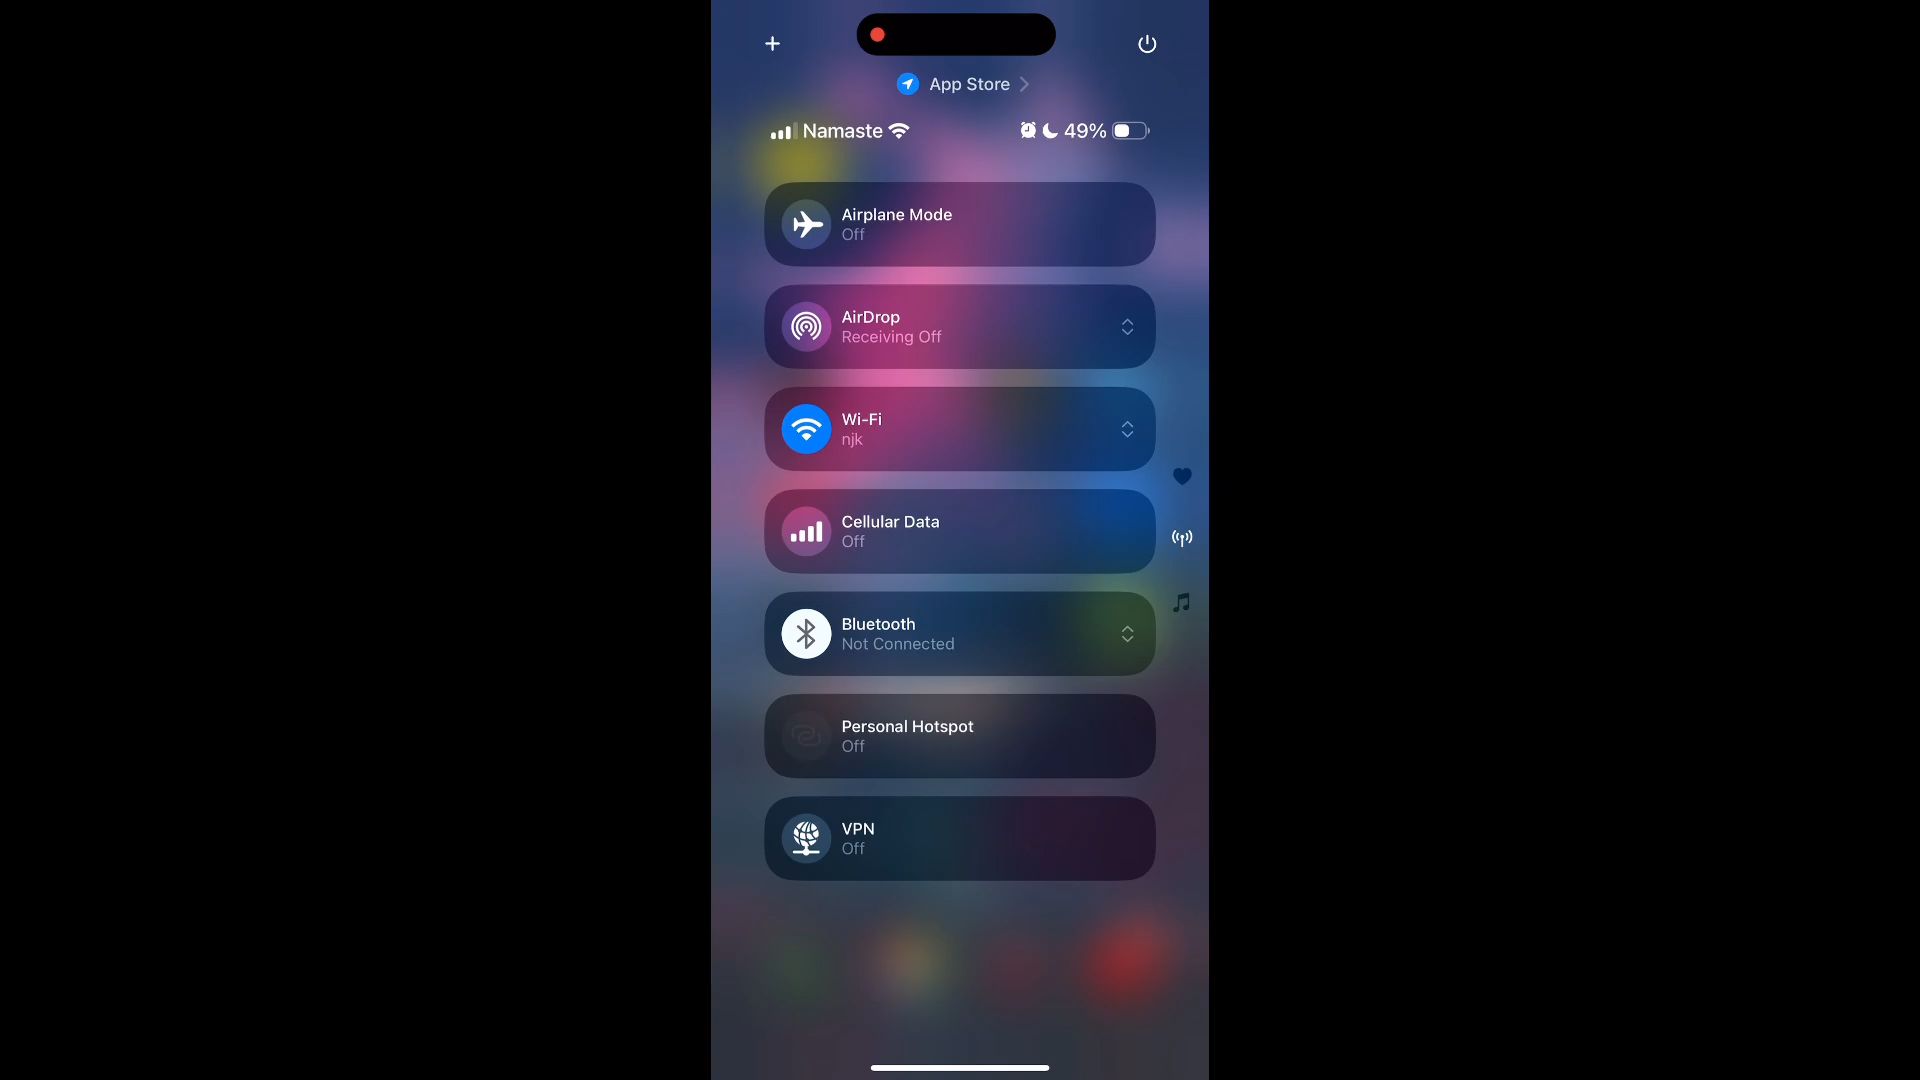 App Store
Namaste 49%
Airplane Mode
Off
AirDrop
Receiving Off
Wi-Fi
njk
Cellular Data
Off
Bluetooth
Not Connected
Personal Hotspot
Off
VPN
Off